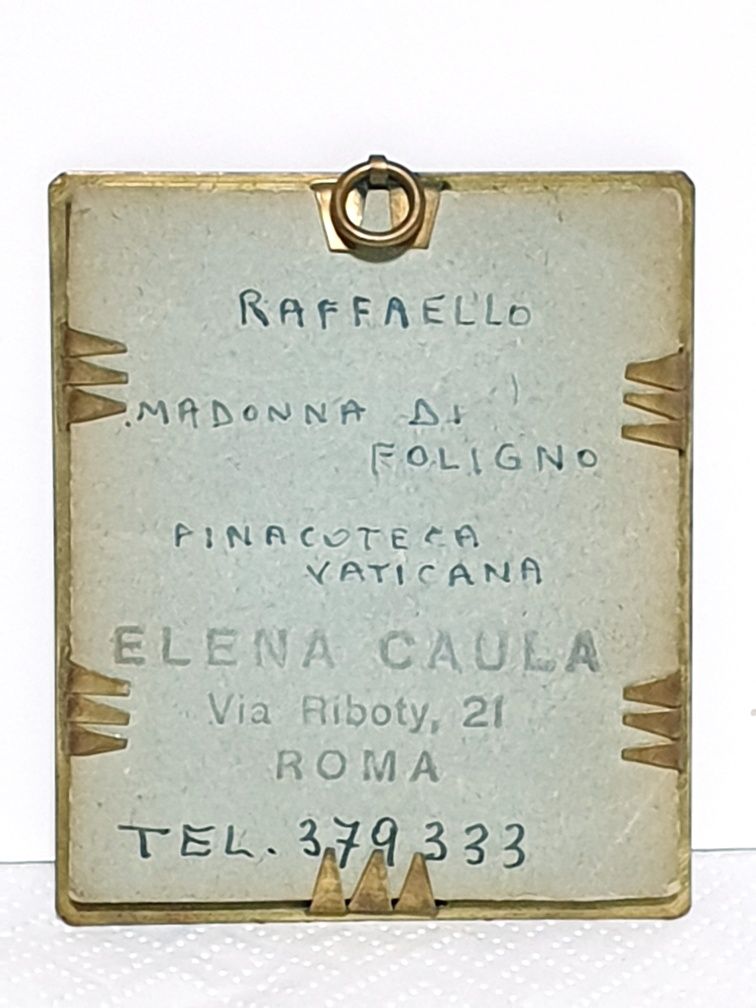 RAFFAELLO
MADONNA DI
FOLIGNO
PINACOTECA
VATICANA
ELENA CAULA
Via Riboty, 21
ROMA
TEL. 379333